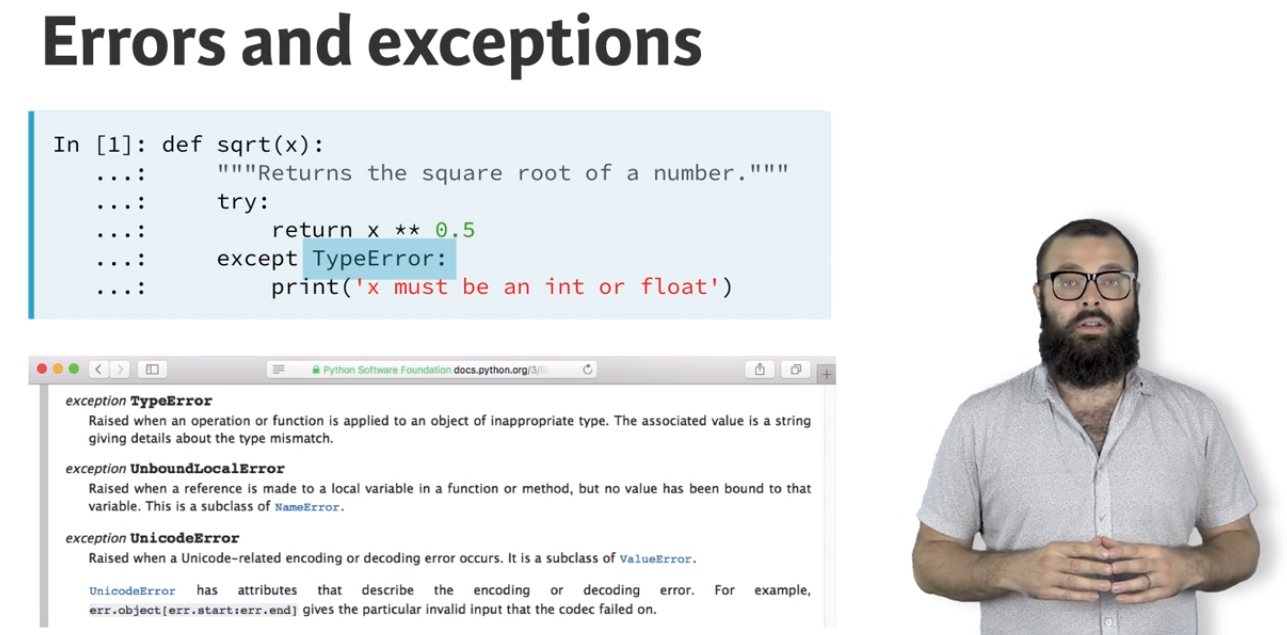 Errors and exceptions
In [1]: def sqrt(x):
...: """Returns the square root of a number."""
...: try:
...: return x ** 0.5
...: except TypeError:
...: print('x must be an int or float')
Python Software Foundation docs.python.org/3/li
exception TypeError
Raised when an operation or function is applied to an object of inappropriate type. The associated value is a string
giving details about the type mismatch.
exception UnboundLocalError
Raised when a reference is made to a local variable in a function or method, but no value has been bound to that
variable. This is a subclass of NameError.
exception UnicodeError
Raised when a Unicode-related encoding or decoding error occurs. It is a subclass of ValueError.
UnicodeError has attributes that describe the encoding or decoding error. For example,
err.object[err.start:err.end] gives the particular invalid input that the codec failed on.